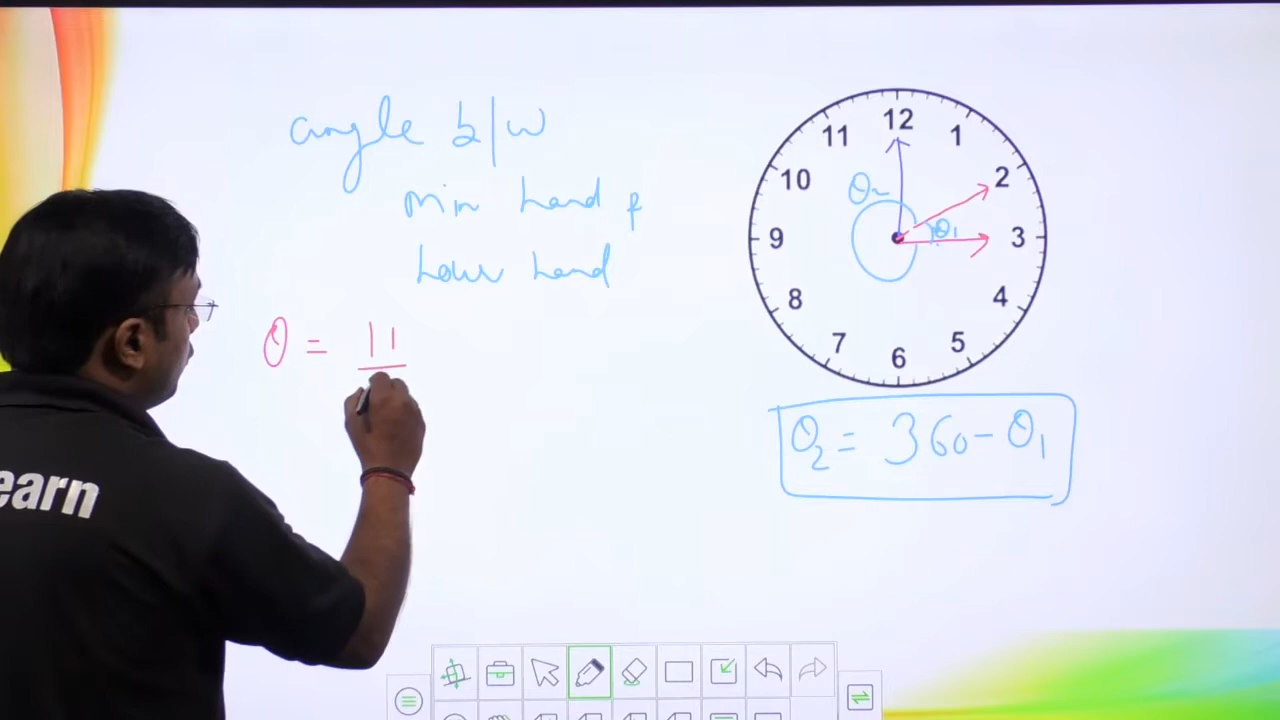 angle b/w
min hand &
hour hand
θ = 11
12
11
1
10
2
9
3
8
4
7
5
6
θ2
θ1
θ2 = 360 - θ1
earn